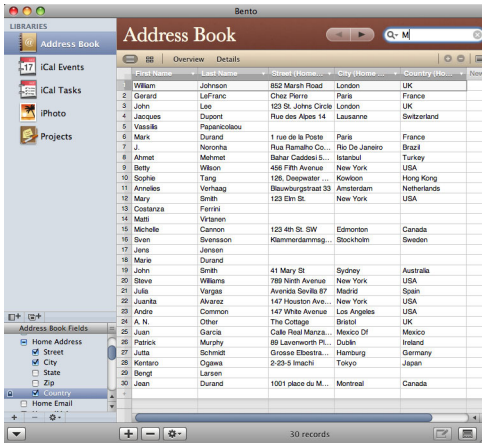 Bento
LIBRARIES
Address Book
iCal Events
iCal Tasks
iPhoto
Projects
Address Book
M
Overview Details
First Name Last Name Street (Home... City (Home ... Country (Ho... New
1 William Johnson 852 Marsh Road London UK
2 Gerard LeFranc Chez Pierre Paris France
3 John Lee 123 St. Johns Circle London UK
4 Jacques Dupont Rue des Alpes 14 Lausanne Switzerland
5 Vassilis Papanicolaou
6 Mark Durand 1 rue de la Poste Paris France
7 J. Noronha Rua Ramalho Co... Rio De Janeiro Brazil
8 Ahmet Mehmet Bahar Caddesi 5... Istanbul Turkey
9 Betty Wilson 456 Fifth Avenue New York USA
10 Sophie Tang 126, Deepwater ... Kowloon Hong Kong
11 Annelies Verhaag Blauwburgstraat 33 Amsterdam Netherlands
12 Mary Smith 123 Elm St. New York USA
13 Costanza Ferrini
14 Matti Virtanen
15 Michelle Cannon 123 4th St. SW Edmonton Canada
16 Sven Svensson Klammerdammsg... Stockholm Sweden
17 Jens Jensen
18 Marie Durand
19 John Smith 41 Mary St Sydney Australia
20 Steve Williams 789 Ninth Avenue New York USA
21 Julia Vargas Avenida Sevilla 87 Madrid Spain
22 Juanita Alvarez 147 Houston Ave... New York USA
23 Andre Common 147 White Avenue Los Angeles USA
24 A. N. Other The Cottage Bristol UK
25 Juan Garcia Calle Real Manza... Mexico Df Mexico
26 Patrick Murphy 89 Lavenworth Pl... Dublin Ireland
27 Jutta Schmidt Grosse Elbestra... Hamburg Germany
28 Kentaro Ogawa 2-23-5 Imachi Tokyo Japan
29 Bengt Larsen
30 Jean Durand 1001 place du M... Montreal Canada
Address Book Fields
Home Address
Street
City
State
Zip
Country
Home Email
30 records